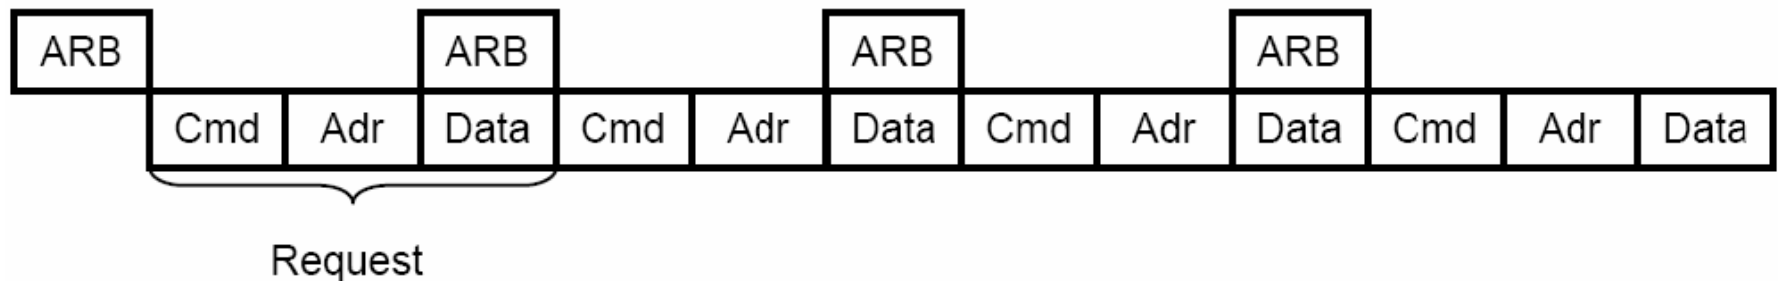 ARB ARB ARB ARB
Cmd Adr Data Cmd Adr Data Cmd Adr Data Cmd Adr Data
Request